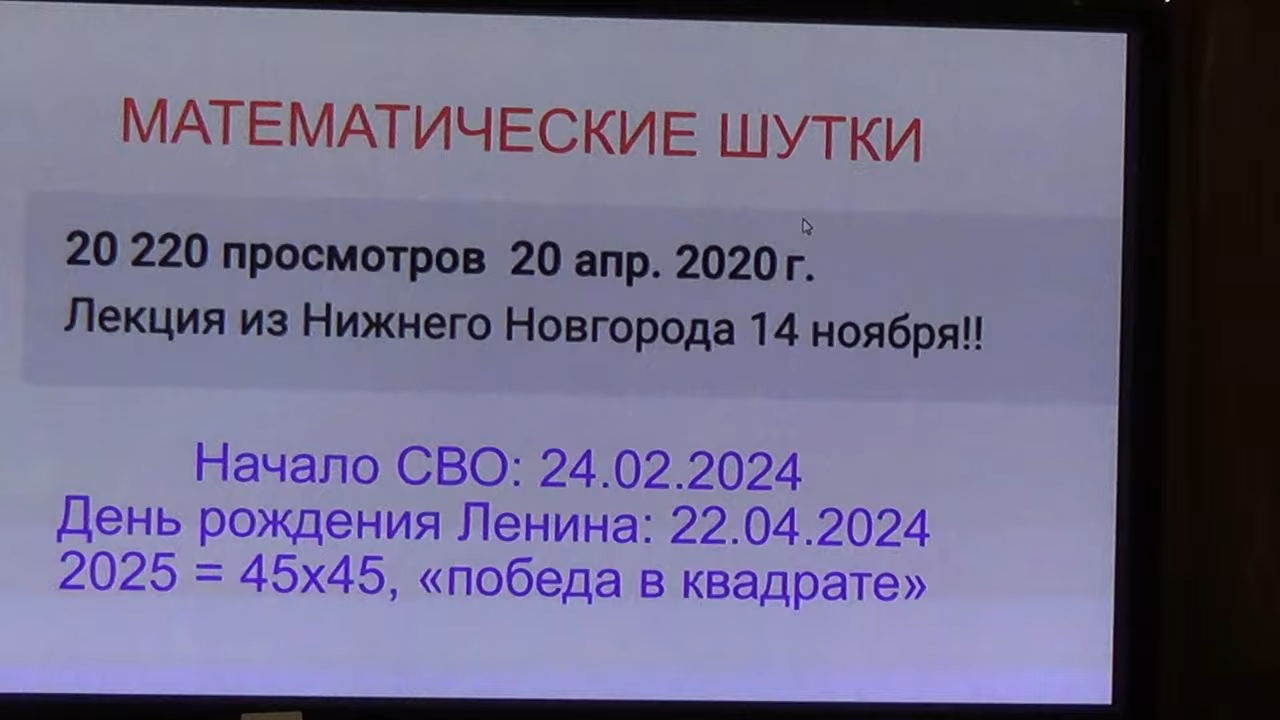 МАТЕМАТИЧЕСКИЕ ШУТКИ
20 220 просмотров 20 апр. 2020 г.
Лекция из Нижнего Новгорода 14 ноября!!
Начало СВО: 24.02.2024
День рождения Ленина: 22.04.2024
2025 = 45x45, «победа в квадрате»